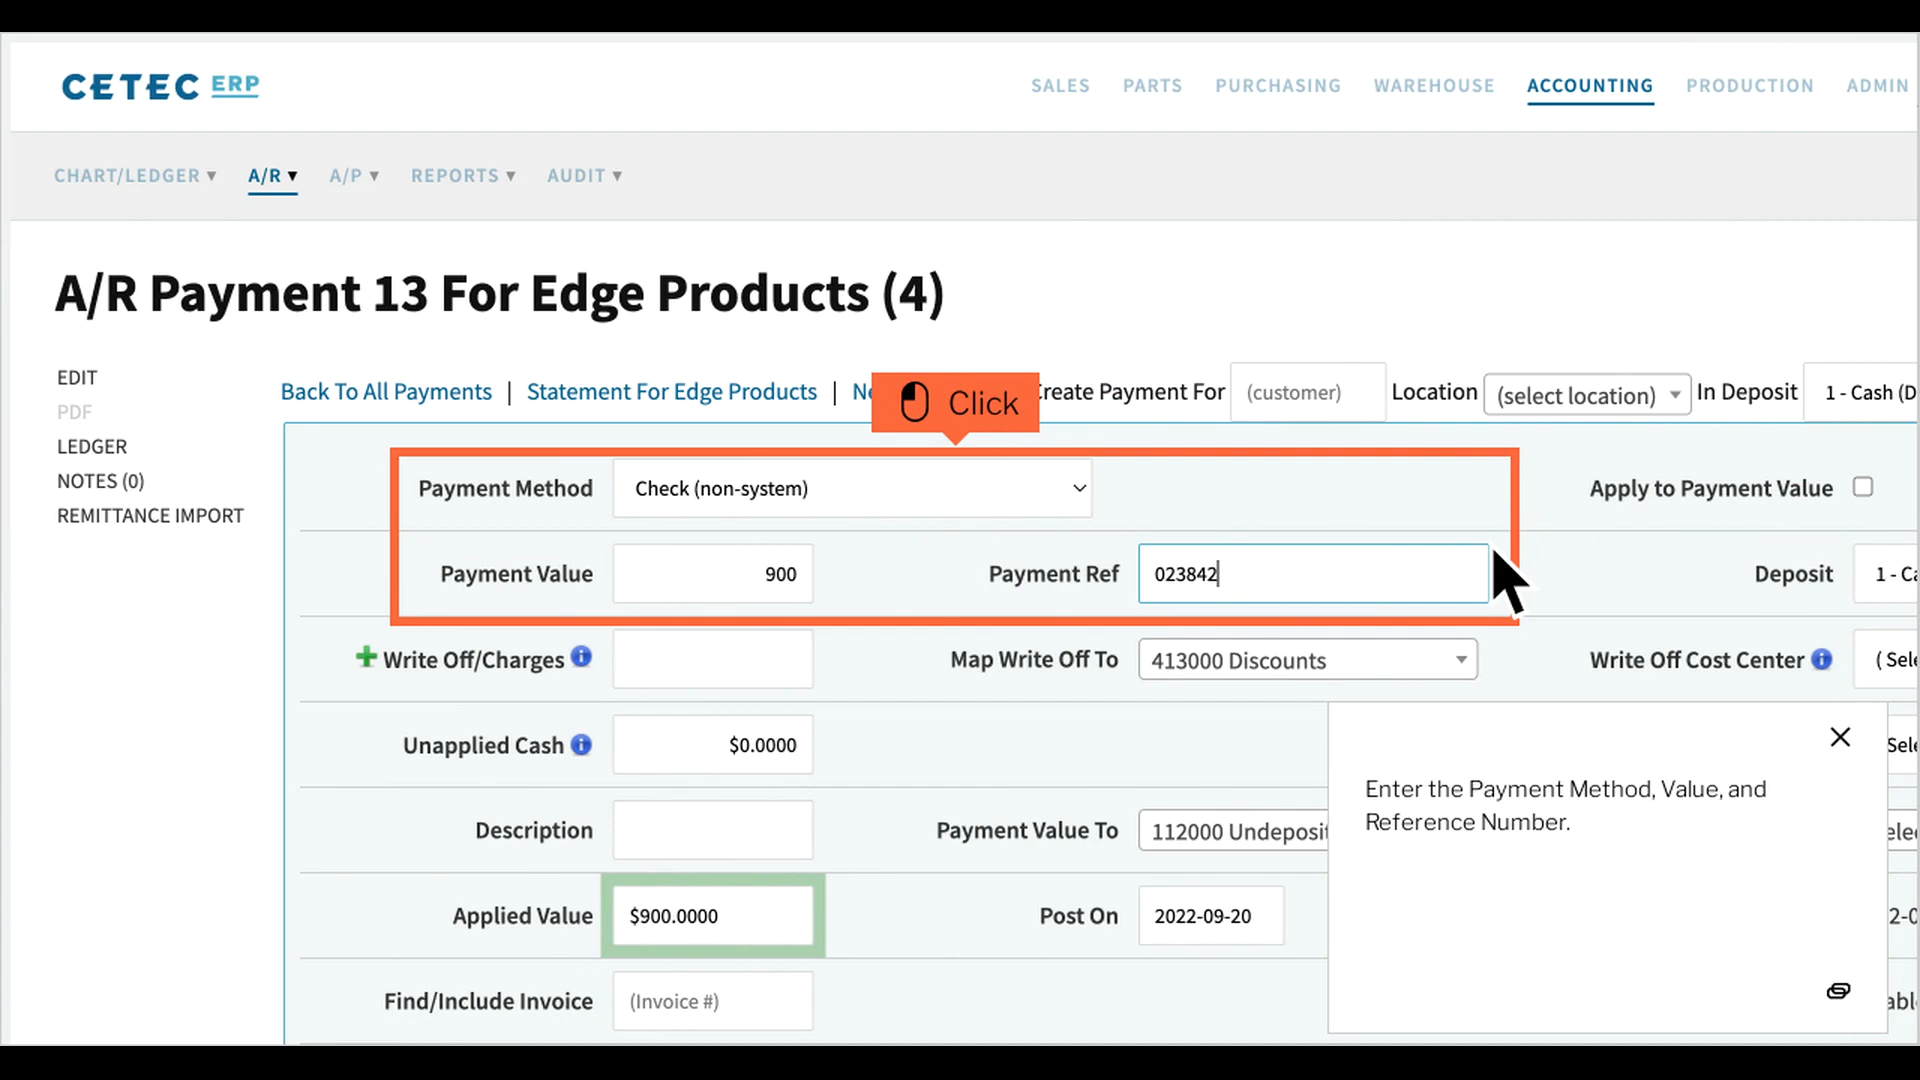 CETEC ERP
SALES PARTS PURCHASING WAREHOUSE ACCOUNTING PRODUCTION ADMIN
CHART/LEDGER ▼ A/R ▼ A/P ▼ REPORTS ▼ AUDIT ▼
A/R Payment 13 For Edge Products (4)
EDIT
PDF
LEDGER
NOTES (0)
REMITTANCE IMPORT
Back To All Payments | Statement For Edge Products | Payment For (customer) Location (select location) In Deposit 1 - Cash (D
Click
Payment Method Check (non-system) Apply to Payment Value
Payment Value 900 Payment Ref 023842 Deposit 1 - Ca
Write Off/Charges Map Write Off To 413000 Discounts Write Off Cost Center ( Sele
Unapplied Cash $0.0000
Description Payment Value To 112000 Undeposit
Applied Value $900.0000 Post On 2022-09-20
Find/Include Invoice (Invoice #)
Enter the Payment Method, Value, and
Reference Number.